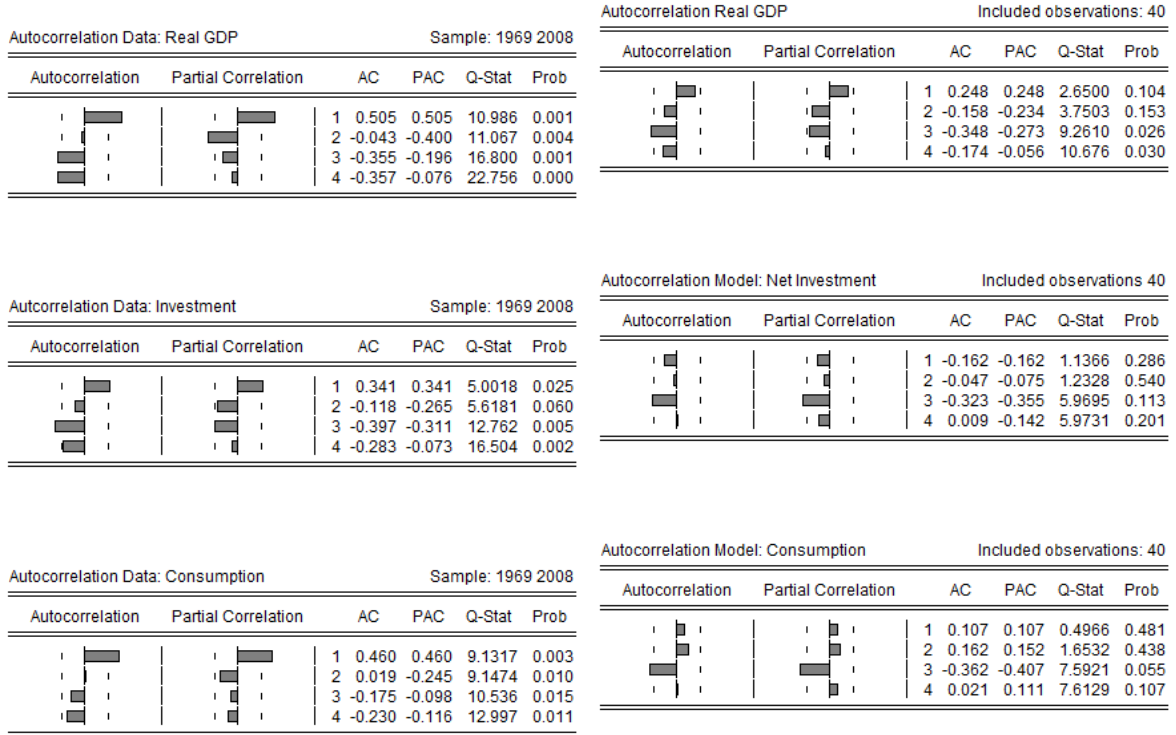 Autocorrelation Data: Real GDP Sample: 1969 2008
Autocorrelation Partial Correlation AC PAC Q-Stat Prob
1 0.505 0.505 10.986 0.001
2 -0.043 -0.400 11.067 0.004
3 -0.355 -0.196 16.800 0.001
4 -0.357 -0.076 22.756 0.000
Autocorrelation Real GDP Included observations: 40
Autocorrelation Partial Correlation AC PAC Q-Stat Prob
1 0.248 0.248 2.6500 0.104
2 -0.158 -0.234 3.7503 0.153
3 -0.348 -0.273 9.2610 0.026
4 -0.174 -0.056 10.676 0.030
Autcorrelation Data: Investment Sample: 1969 2008
Autocorrelation Partial Correlation AC PAC Q-Stat Prob
1 0.341 0.341 5.0018 0.025
2 -0.118 -0.265 5.6181 0.060
3 -0.397 -0.311 12.762 0.005
4 -0.283 -0.073 16.504 0.002
Autocorrelation Model: Net Investment Included observations 40
Autocorrelation Partial Correlation AC PAC Q-Stat Prob
1 -0.162 -0.162 1.1366 0.286
2 -0.047 -0.075 1.2328 0.540
3 -0.323 -0.355 5.9695 0.113
4 0.009 -0.142 5.9731 0.201
Autocorrelation Data: Consumption Sample: 1969 2008
Autocorrelation Partial Correlation AC PAC Q-Stat Prob
1 0.460 0.460 9.1317 0.003
2 0.019 -0.245 9.1474 0.010
3 -0.175 -0.098 10.536 0.015
4 -0.230 -0.116 12.997 0.011
Autocorrelation Model: Consumption Included observations: 40
Autocorrelation Partial Correlation AC PAC Q-Stat Prob
1 0.107 0.107 0.4966 0.481
2 0.162 0.152 1.6532 0.438
3 -0.362 -0.407 7.5921 0.055
4 0.021 0.111 7.6129 0.107